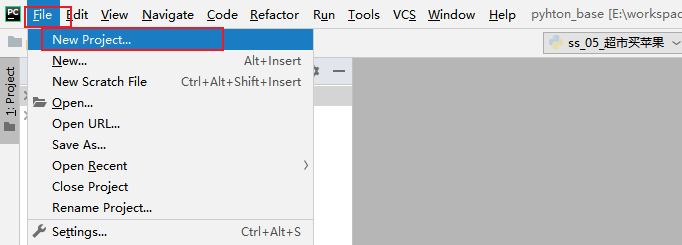 PC File Edit View Navigate Code Refactor Run Tools VCS Window Help pyhton_base [E:\workspac
New Project...
ss_05_超市买苹果
New... Alt+Insert
New Scratch File Ctrl+Alt+Shift+Insert
1: Project
Open...
Open URL...
Save As...
Open Recent
Close Project
Rename Project...
Settings... Ctrl+Alt+S